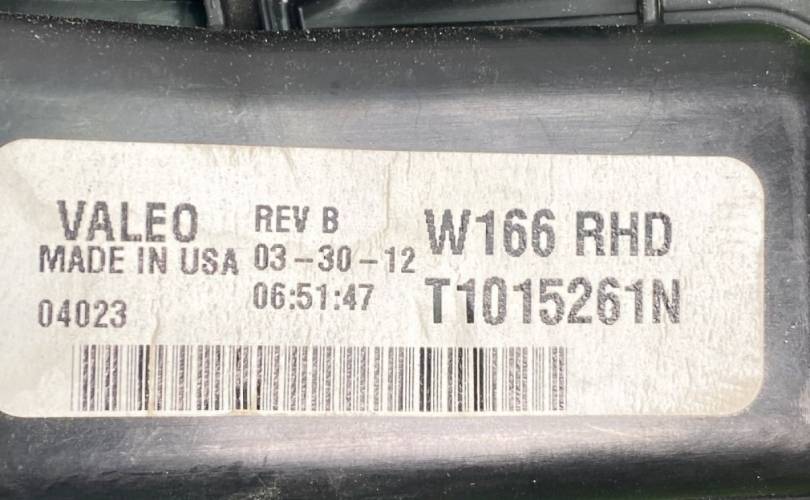 VALEO
MADE IN USA
04023
REV B
03-30-12
06:51:47
W166 RHD
T1015261N